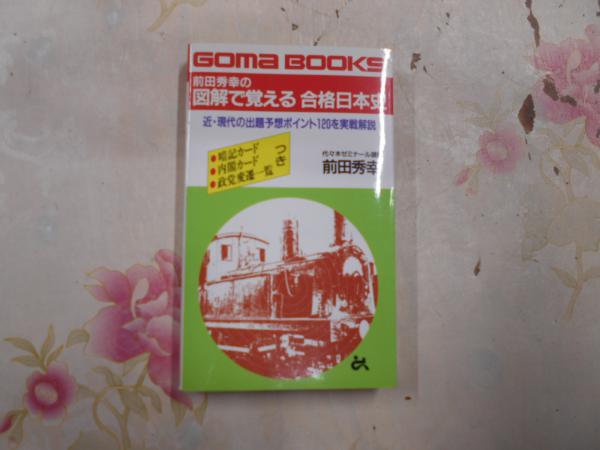 GOMA BOOKS
前田秀幸の
図解で覚える 合格日本史
近・現代の出題予想ポイント120を実戦解説
●暗記カード
●内閣カード
●政党変遷一覧
つき
代々木ゼミナール講師
前田秀幸